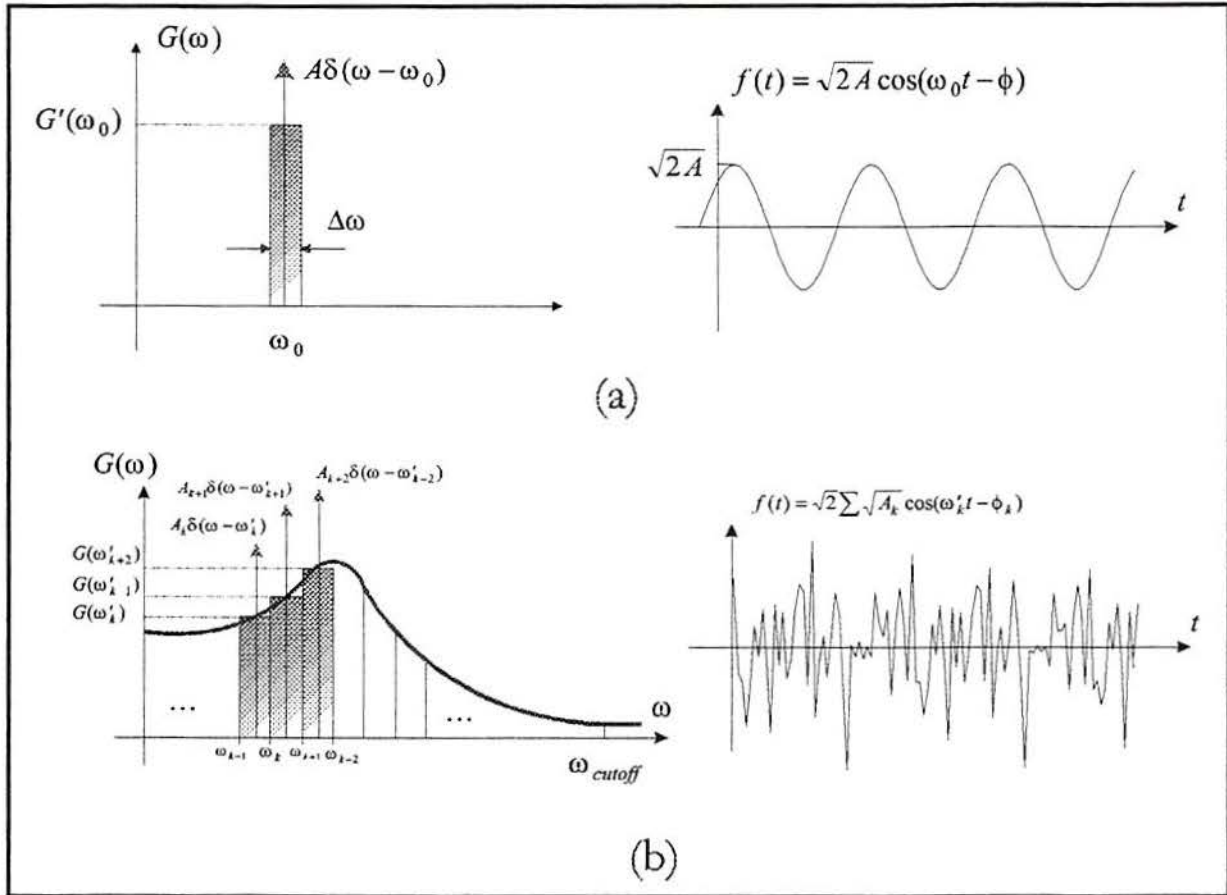 G(ω)
Aδ(ω−ω₀)
G′(ω₀)
Δω
ω₀
f(t) = √2A cos(ω₀t − φ)
√2A
t
(a)
G(ω)
Aₖ₊₁δ(ω−ω′ₖ₊₁)
Aₖ₊₂δ(ω−ω′ₖ₋₂)
Aₖδ(ω−ω′ₖ)
G(ω′ₖ₊₂)
G(ω′ₖ₋₁)
G(ω′ₖ)
...
...
ω
ωₖ₋₁ ωₖ ωₖ₊₁ ωₖ₋₂
ω_cutoff
f(t) = √2 ∑ √Aₖ cos(ω′ₖt − φₖ)
t
(b)